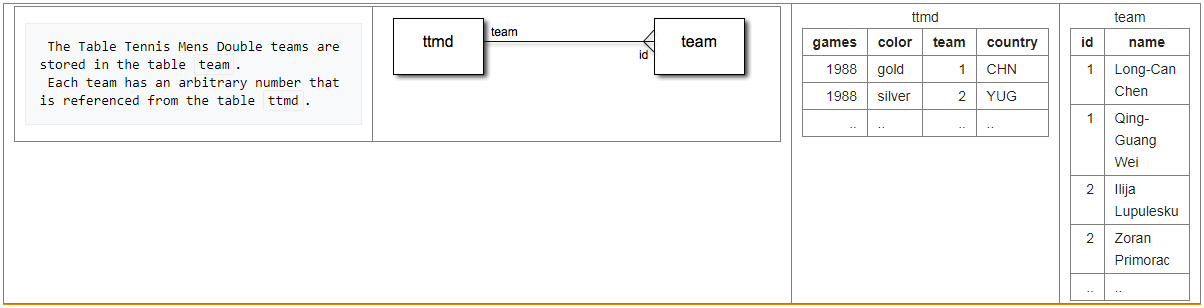 The Table Tennis Mens Double teams are
stored in the table team.
Each team has an arbitrary number that
is referenced from the table ttmd.
ttmd
team
id
team
ttmd
games color team country
1988 gold 1 CHN
1988 silver 2 YUG
.. .. .. ..
team
id name
1 Long-Can
Chen
1 Qing-
Guang
Wei
2 Ilija
Lupulesku
2 Zoran
Primorac
.. ..